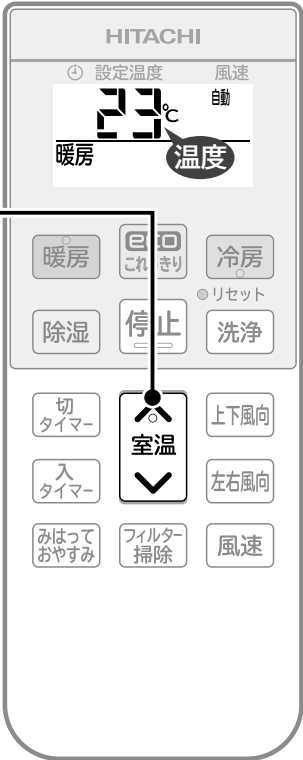 HITACHI
設定温度 風速
23℃ 自動
暖房 温度
暖房 eco これっきり 冷房
リセット
除湿 停止 洗浄
切タイマー 上下風向
室温
入タイマー 左右風向
みはっておやすみ フィルター掃除 風速